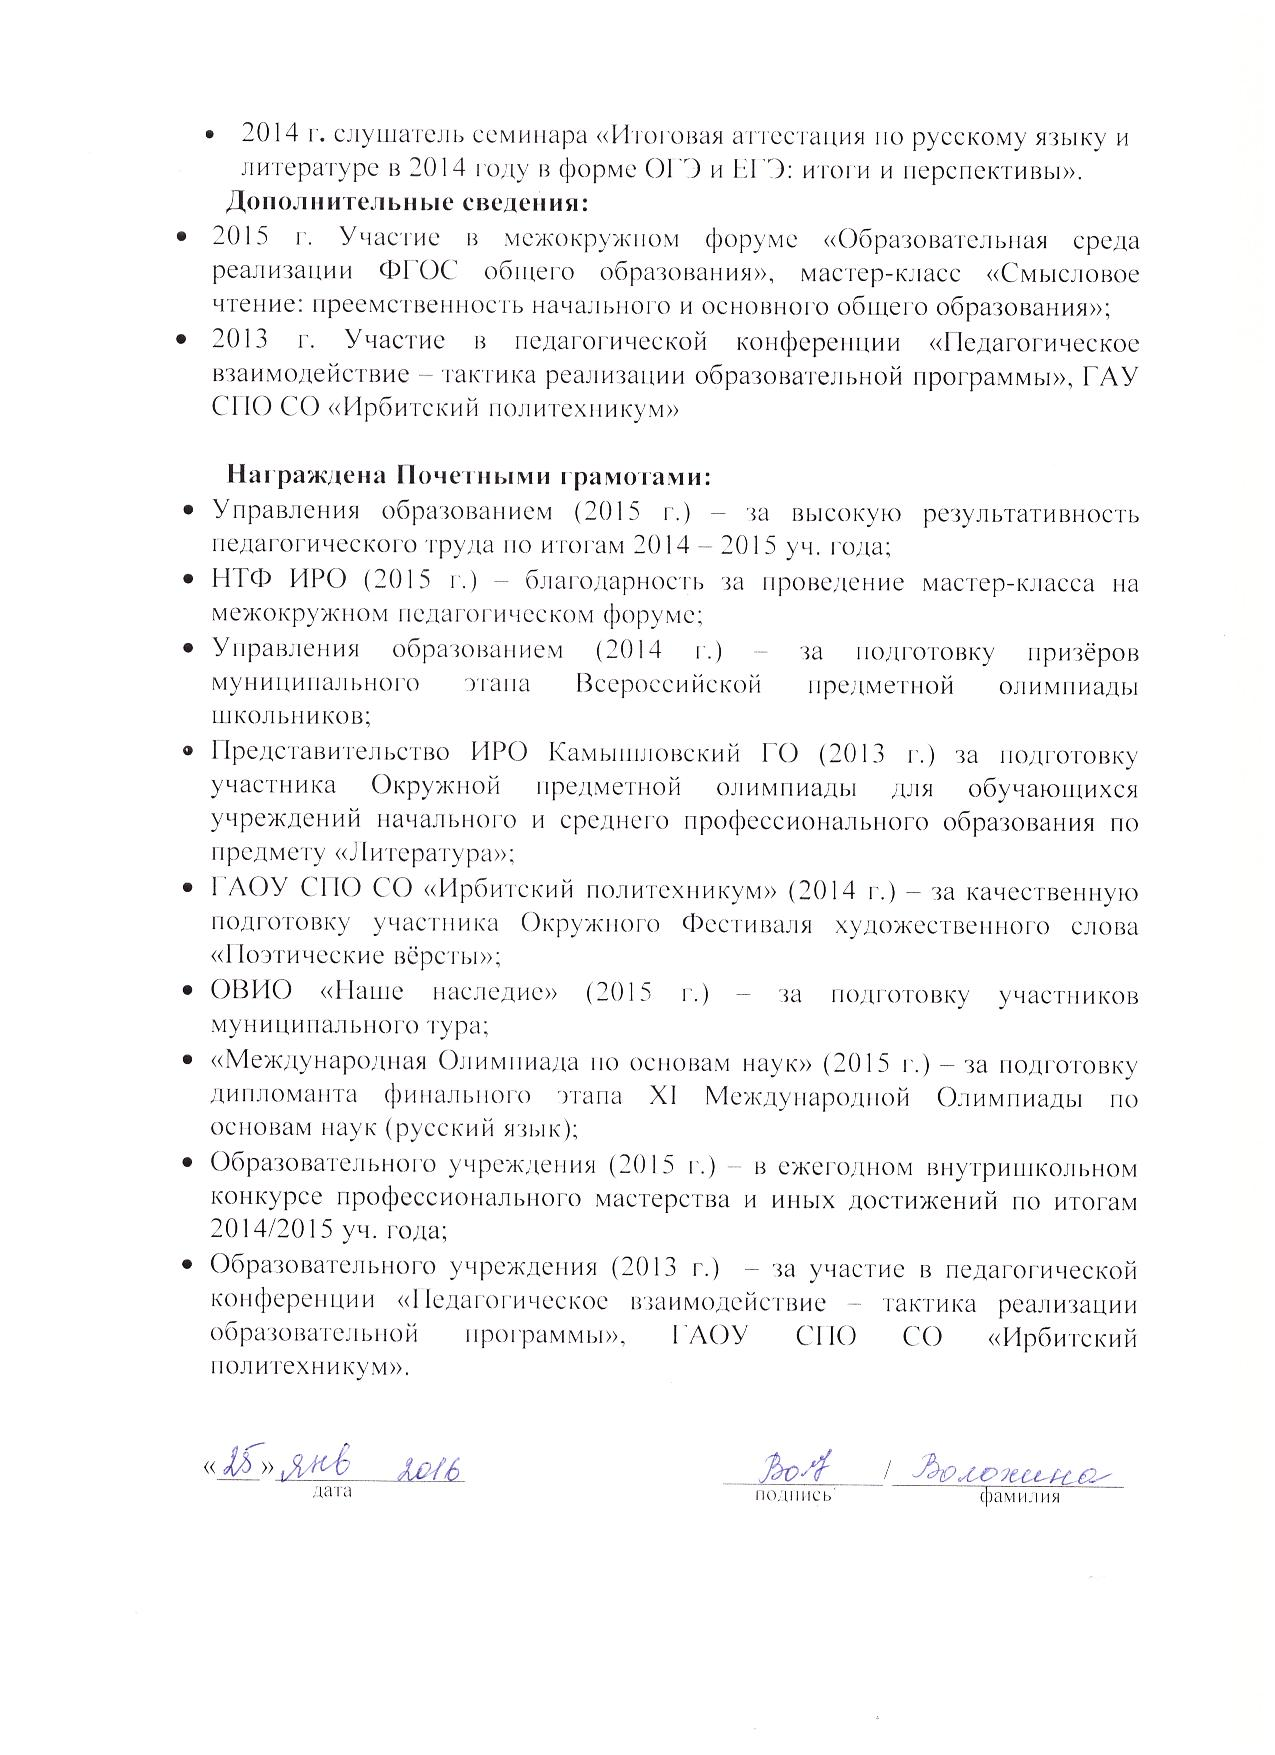 • 2014 г. слушатель семинара «Итоговая аттестация по русскому языку и
литературе в 2014 году в форме ОГЭ и ЕГЭ: итоги и перспективы».
Дополнительные сведения:
• 2015 г. Участие в межокружном форуме «Образовательная среда
реализации ФГОС общего образования», мастер-класс «Смысловое
чтение: преемственность начального и основного общего образования»;
• 2013 г. Участие в педагогической конференции «Педагогическое
взаимодействие – тактика реализации образовательной программы», ГАУ
СПО СО «Ирбитский политехникум»
Награждена Почетными грамотами:
• Управления образованием (2015 г.) – за высокую результативность
педагогического труда по итогам 2014 – 2015 уч. года;
• НТФ ИРО (2015 г.) – благодарность за проведение мастер-класса на
межокружном педагогическом форуме;
• Управления образованием (2014 г.) – за подготовку призёров
муниципального этапа Всероссийской предметной олимпиады
школьников;
• Представительство ИРО Камышловский ГО (2013 г.) за подготовку
участника Окружной предметной олимпиады для обучающихся
учреждений начального и среднего профессионального образования по
предмету «Литература»;
• ГАОУ СПО СО «Ирбитский политехникум» (2014 г.) – за качественную
подготовку участника Окружного Фестиваля художественного слова
«Поэтические вёрсты»;
• ОВИО «Наше наследие» (2015 г.) – за подготовку участников
муниципального тура;
• «Международная Олимпиада по основам наук» (2015 г.) – за подготовку
дипломанта финального этапа XI Международной Олимпиады по
основам наук (русский язык);
• Образовательного учреждения (2015 г.) – в ежегодном внутришкольном
конкурсе профессионального мастерства и иных достижений по итогам
2014/2015 уч. года;
• Образовательного учреждения (2013 г.) – за участие в педагогической
конференции «Педагогическое взаимодействие – тактика реализации
образовательной программы», ГАОУ СПО СО «Ирбитский
политехникум».
«25» янв 2016 / Воложина
дата подпись фамилия